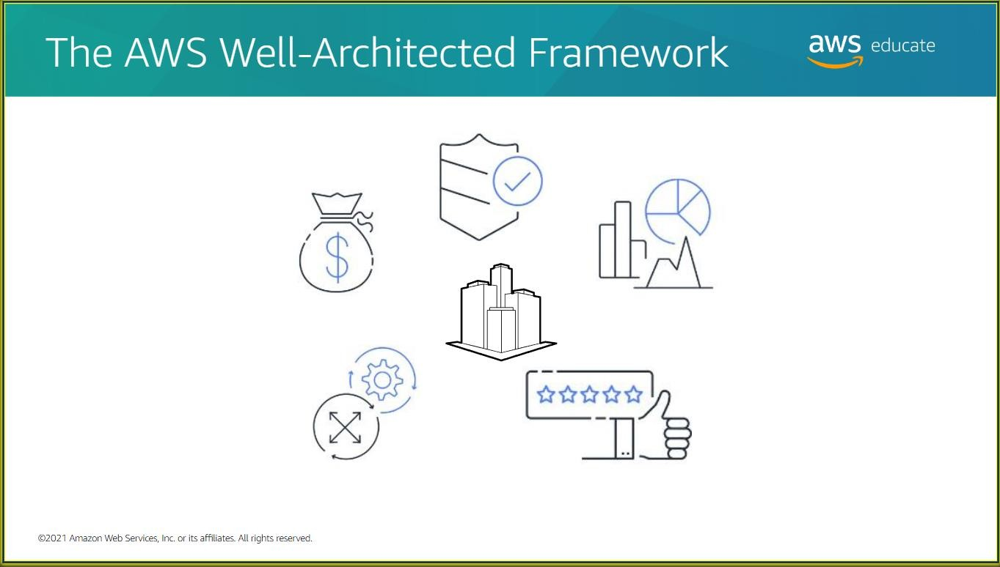 The AWS Well-Architected Framework
aws educate
$
©2021 Amazon Web Services, Inc. or its affiliates. All rights reserved.